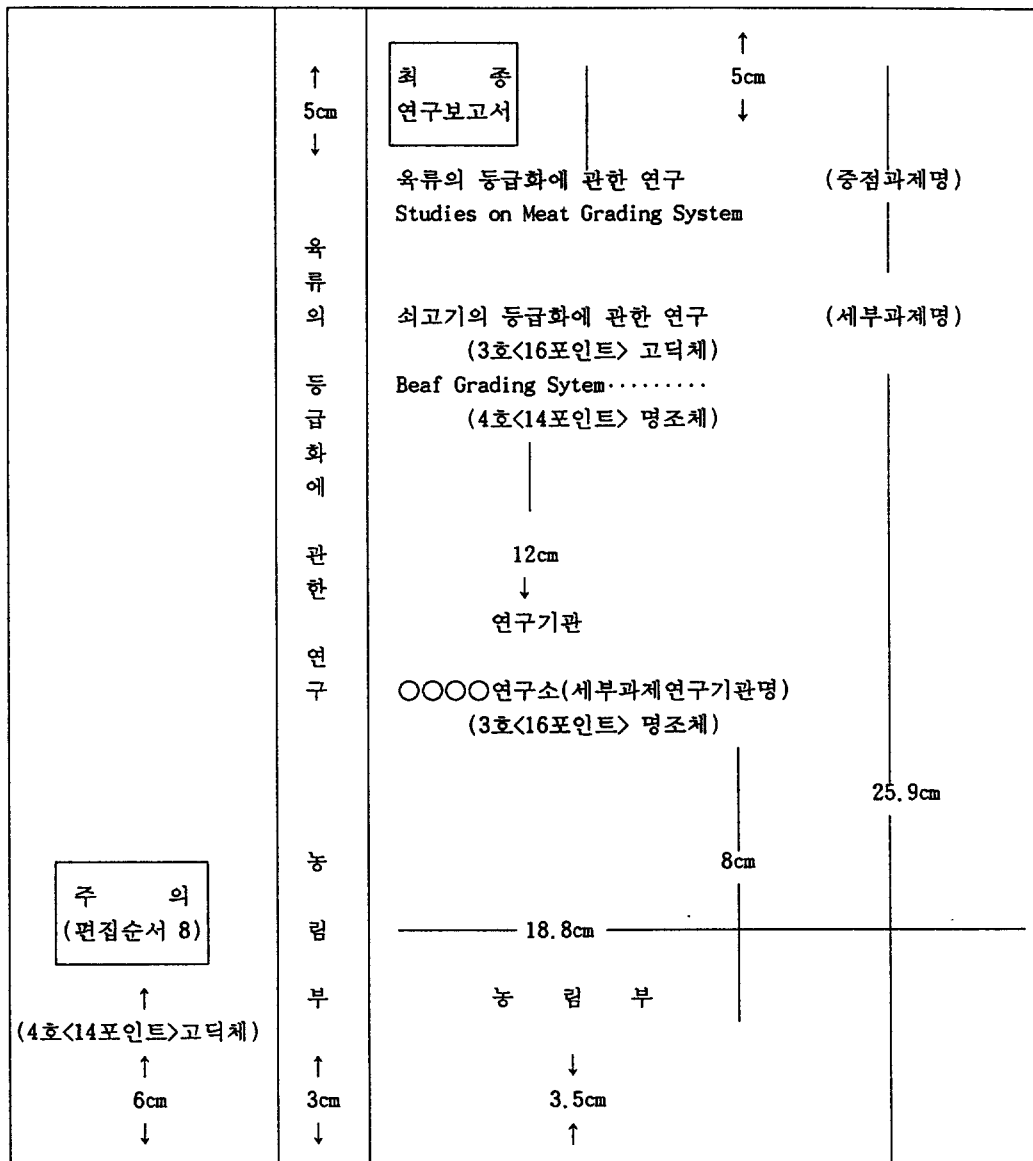 ↑
5cm
↓
육류의 등급화에 관한 연구
농림부
↑
3cm
↓
주 의
(편집순서 8)
↑
(4호<14포인트>고딕체)
↑
6cm
↓
최 종
연구보고서
↑
5cm
↓
육류의 등급화에 관한 연구 (중점과제명)
Studies on Meat Grading System
쇠고기의 등급화에 관한 연구 (세부과제명)
(3호<16포인트> 고딕체)
Beaf Grading Sytem·········
(4호<14포인트> 명조체)
12cm
↓
연구기관
○○○○연구소(세부과제연구기관명)
(3호<16포인트> 명조체)
25.9cm
8cm
18.8cm
농 림 부
↓
3.5cm
↑